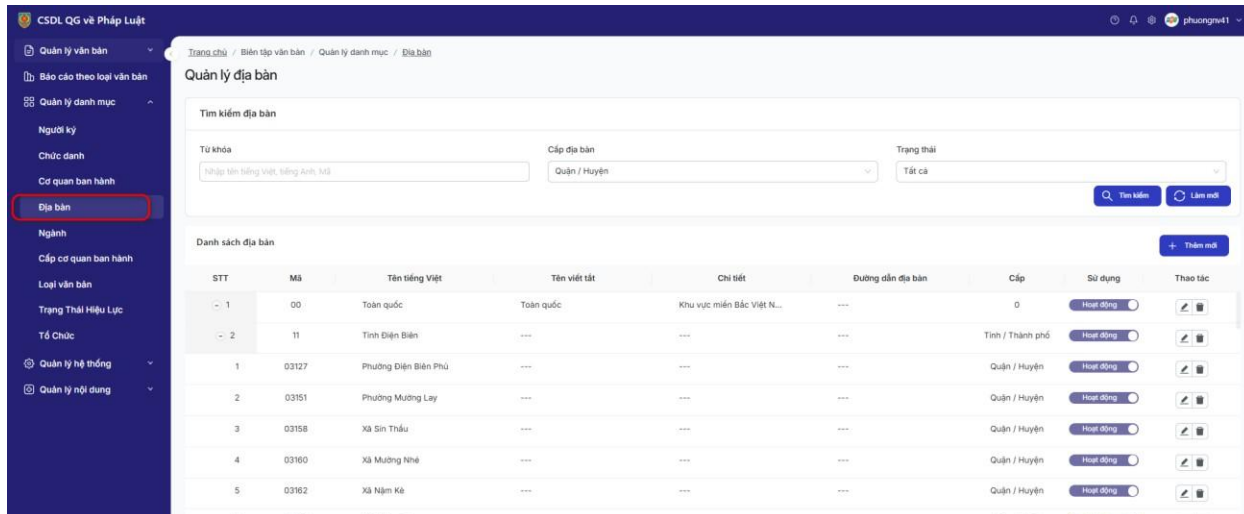 CSDL QG về Pháp Luật
phuongnv41
Quản lý văn bản
Báo cáo theo loại văn bản
Quản lý danh mục
Người ký
Chức danh
Cơ quan ban hành
Địa bàn
Ngành
Cấp cơ quan ban hành
Loại văn bản
Trạng Thái Hiệu Lực
Tổ Chức
Quản lý hệ thống
Quản lý nội dung
Trang chủ / Biên tập văn bản / Quản lý danh mục / Địa bàn
Quản lý địa bàn
Tìm kiếm địa bàn
Từ khóa Cấp địa bàn Trạng thái
Nhập tên tiếng Việt, tiếng Anh, Mã Quận / Huyện Tất cả
Tìm kiếm Làm mới
Danh sách địa bàn + Thêm mới
STT Mã Tên tiếng Việt Tên viết tắt Chi tiết Đường dẫn địa bàn Cấp Sử dụng Thao tác
- 1 00 Toàn quốc Toàn quốc Khu vực miền Bắc Việt N... --- 0 Hoạt động
- 2 11 Tỉnh Điện Biên --- --- --- Tỉnh / Thành phố Hoạt động
1 03127 Phường Điện Biên Phủ --- --- --- Quận / Huyện Hoạt động
2 03151 Phường Mường Lay --- --- --- Quận / Huyện Hoạt động
3 03158 Xã Sín Thầu --- --- --- Quận / Huyện Hoạt động
4 03160 Xã Mường Nhé --- --- --- Quận / Huyện Hoạt động
5 03162 Xã Nậm Kè --- --- --- Quận / Huyện Hoạt động